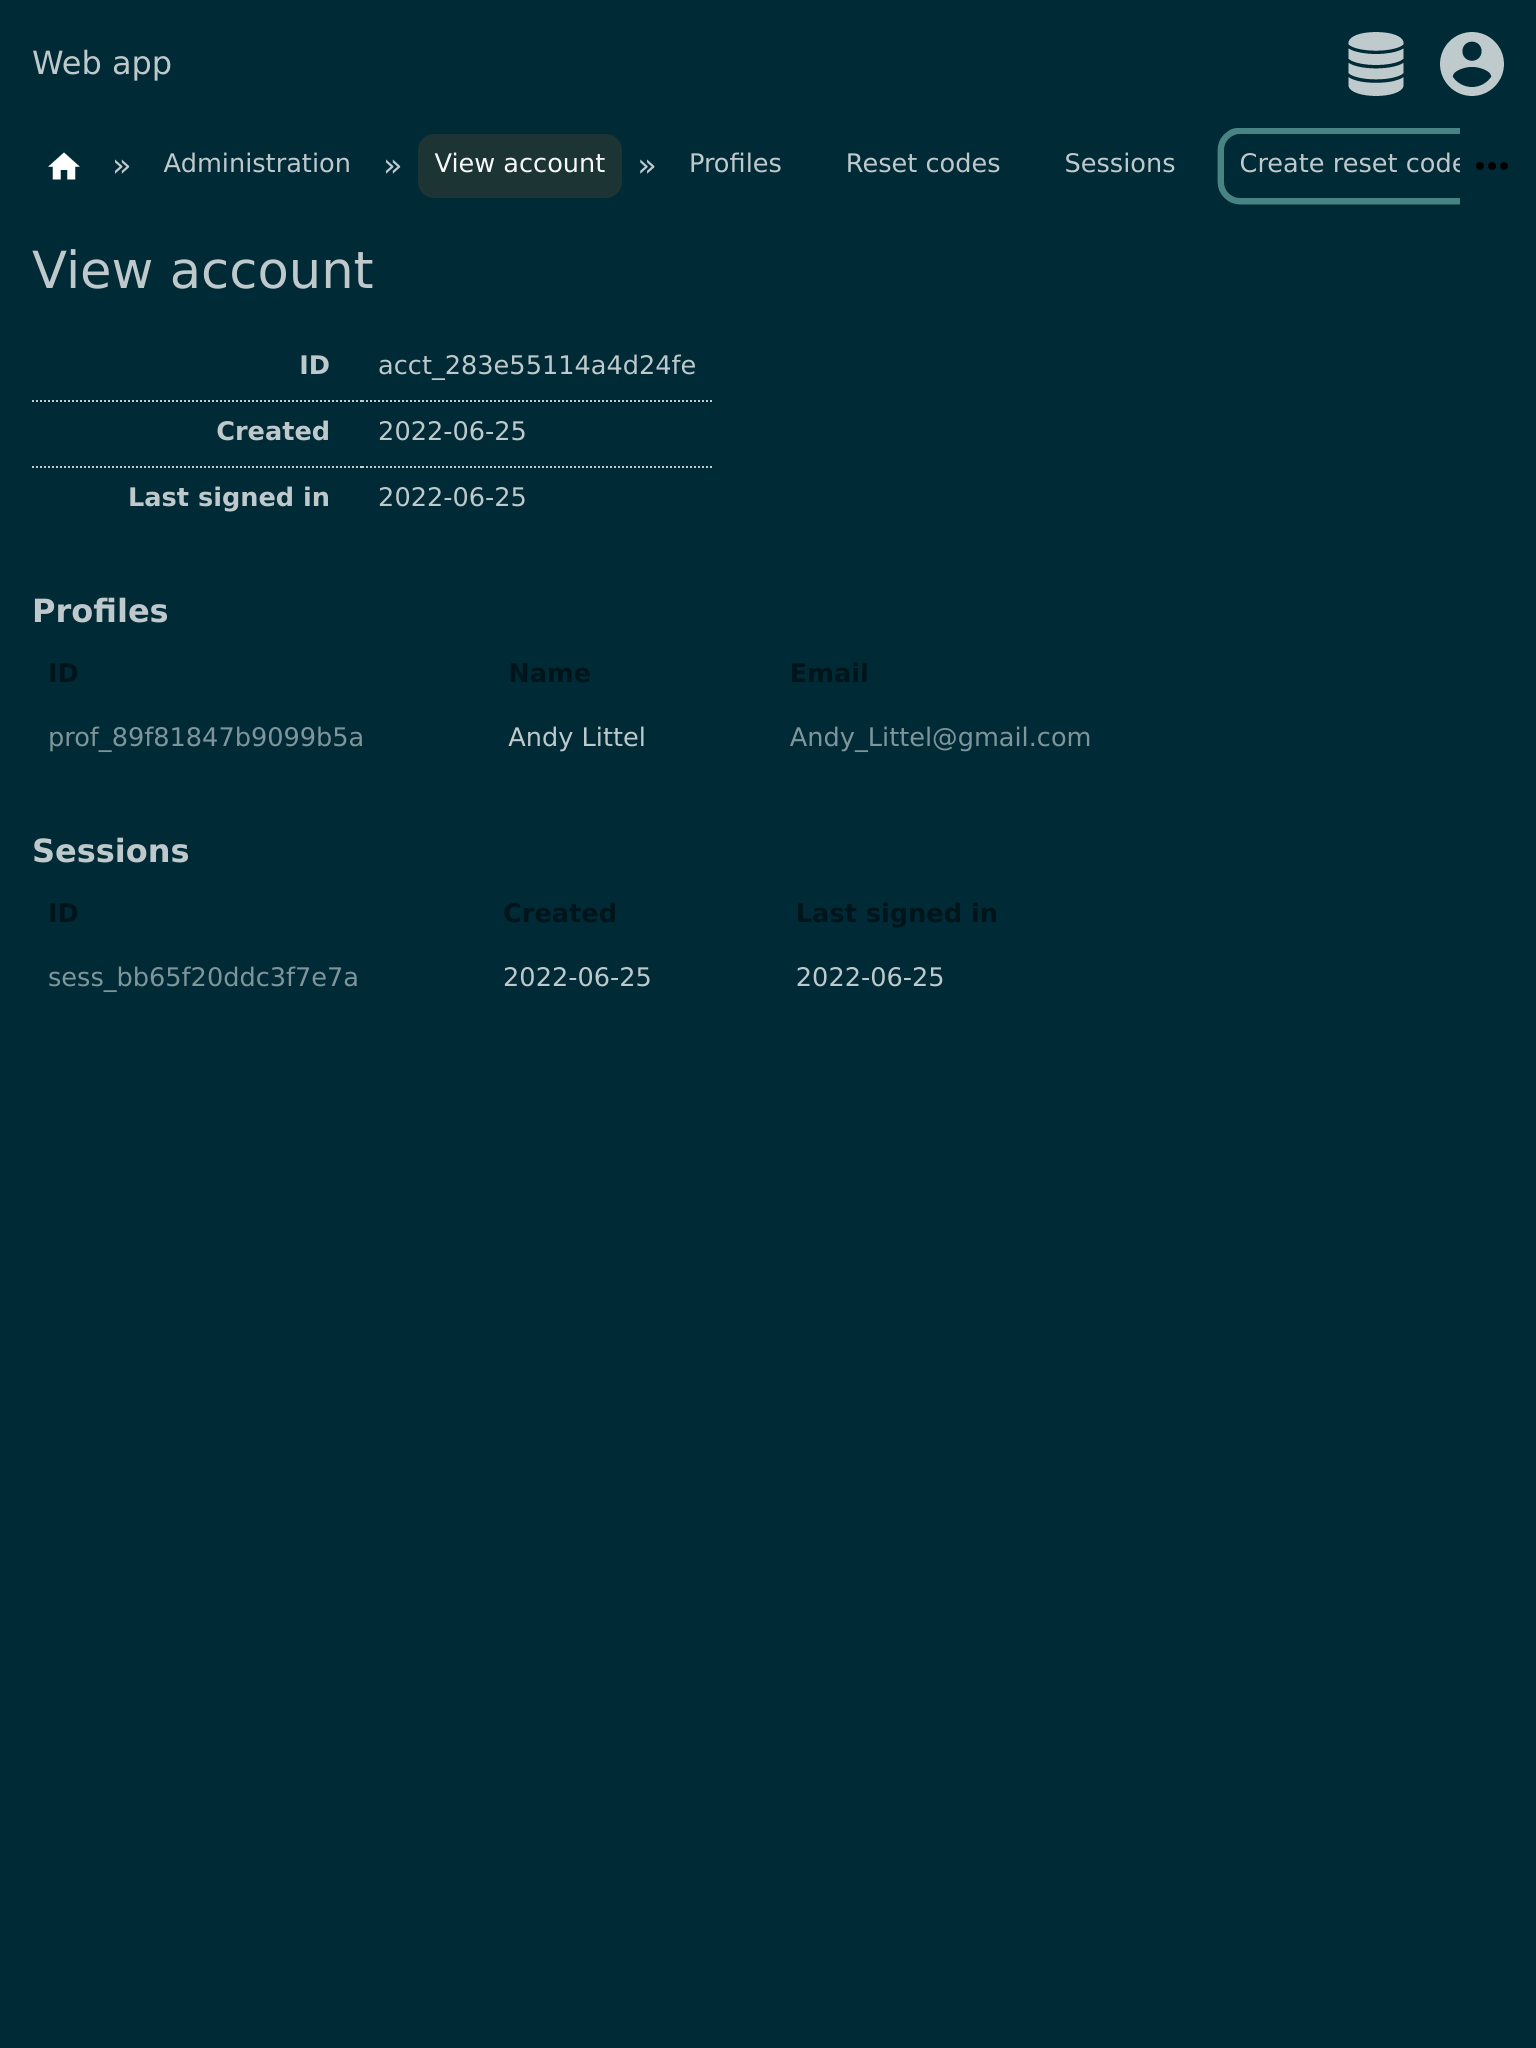 Web app
» Administration » View account » Profiles Reset codes Sessions Create reset code •••
View account
ID acct_283e55114a4d24fe
Created 2022-06-25
Last signed in 2022-06-25
Profiles
ID Name Email
prof_89f81847b9099b5a Andy Littel Andy_Littel@gmail.com
Sessions
ID Created Last signed in
sess_bb65f20ddc3f7e7a 2022-06-25 2022-06-25